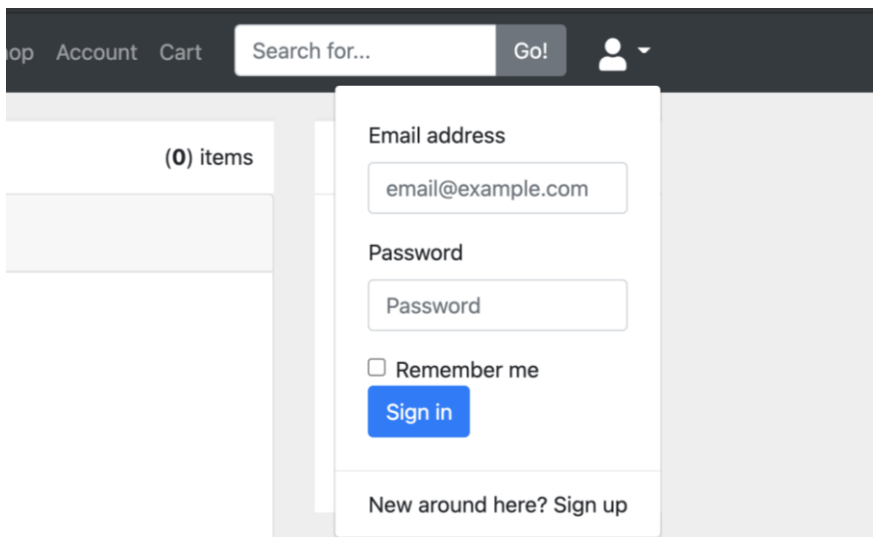 Account Cart Search for... Go!
(0) items
Email address
email@example.com
Password
Password
Remember me
Sign in
New around here? Sign up